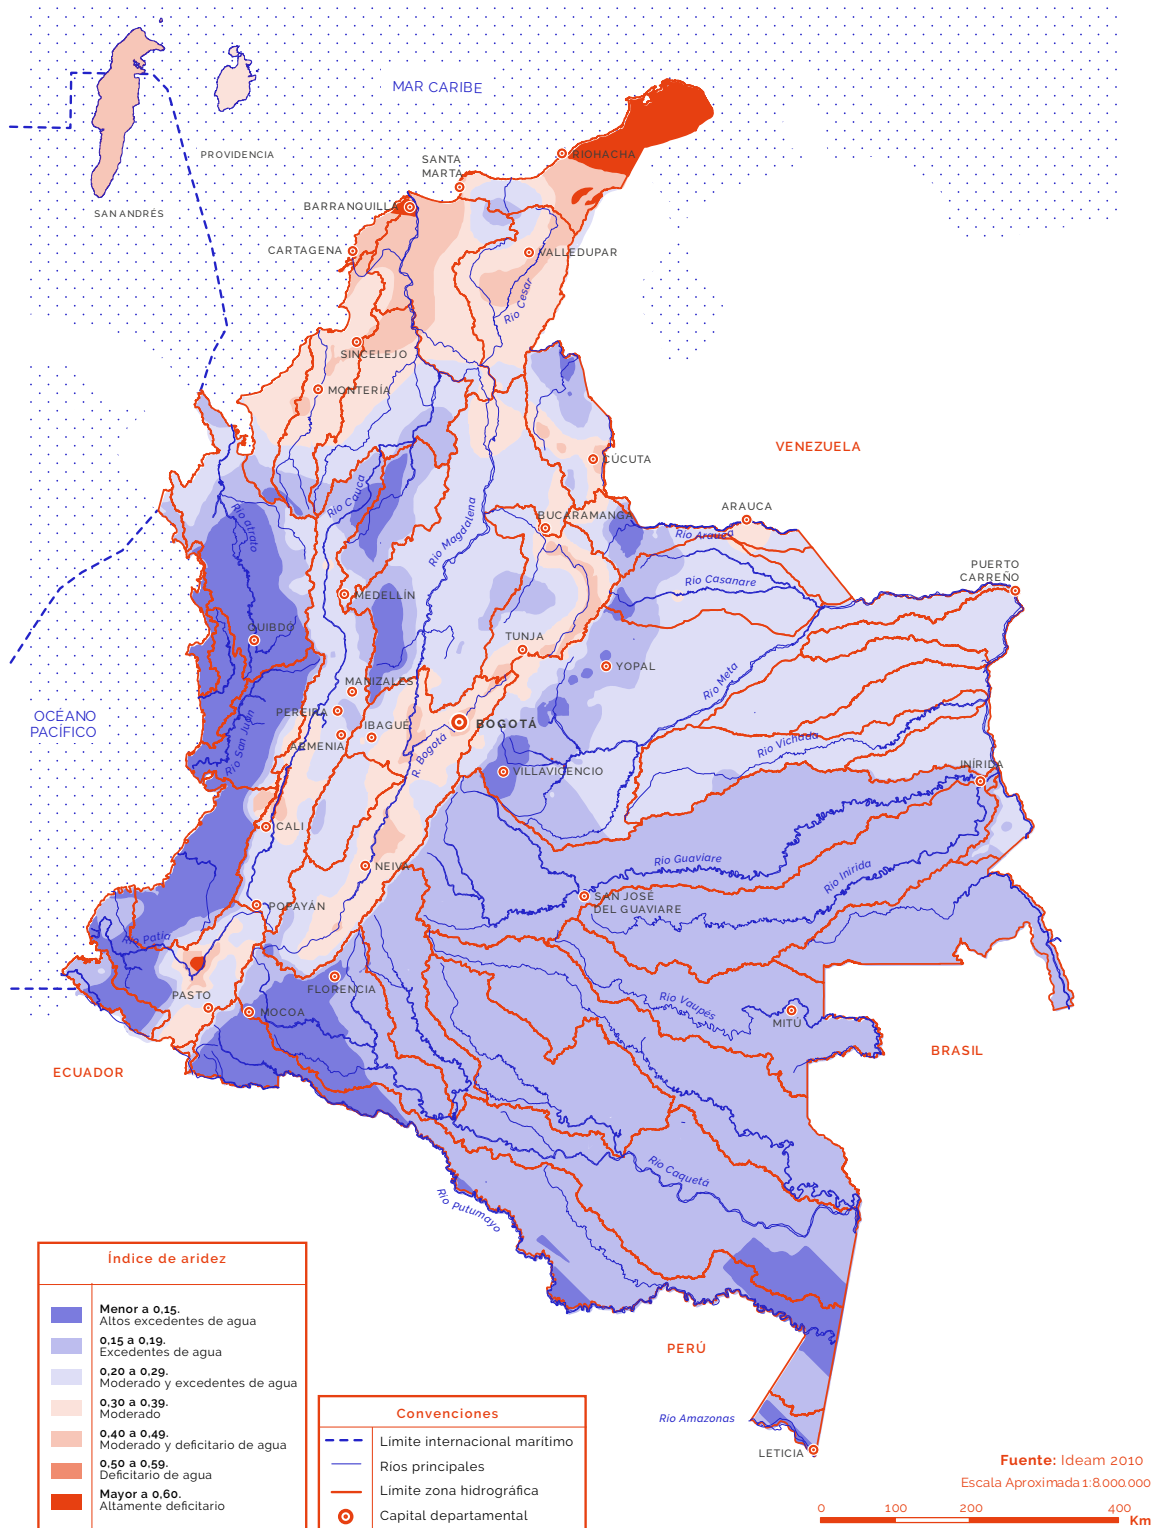 MAR CARIBE
PROVIDENCIA
SAN ANDRÉS
SANTA
MARTA
RIOHACHA
BARRANQUILLA
CARTAGENA
VALLEDUPAR
Río Cesar
SINCELEJO
MONTERÍA
VENEZUELA
CÚCUTA
Río Cauca
Río atrato
Río Magdalena
BUCARAMANGA
ARAUCA
Río Arauca
PUERTO
CARREÑO
Río Casanare
MEDELLÍN
QUIBDÓ
TUNJA
YOPAL
Río Meta
MANIZALES
OCÉANO
PACÍFICO
PEREIRA
IBAGUÉ
BOGOTÁ
ARMENIA
Río San Juan
R. Bogotá
Río Vichada
INÍRIDA
VILLAVICENCIO
CALI
Río Guaviare
NEIVA
Río Inírida
SAN JOSÉ
DEL GUAVIARE
POPAYÁN
Río Patía
FLORENCIA
PASTO
Río Vaupés
MOCOA
MITÚ
BRASIL
ECUADOR
Río Caquetá
Río Putumayo
PERÚ
Río Amazonas
LETICIA
Índice de aridez
Menor a 0,15.
Altos excedentes de agua
0,15 a 0,19.
Excedentes de agua
0,20 a 0,29.
Moderado y excedentes de agua
0,30 a 0,39.
Moderado
0,40 a 0,49.
Moderado y deficitario de agua
0,50 a 0,59.
Deficitario de agua
Mayor a 0,60.
Altamente deficitario
Convenciones
Límite internacional marítimo
Ríos principales
Límite zona hidrográfica
Capital departamental
Fuente: Ideam 2010
Escala Aproximada 1:8.000.000
0 100 200 400
Km